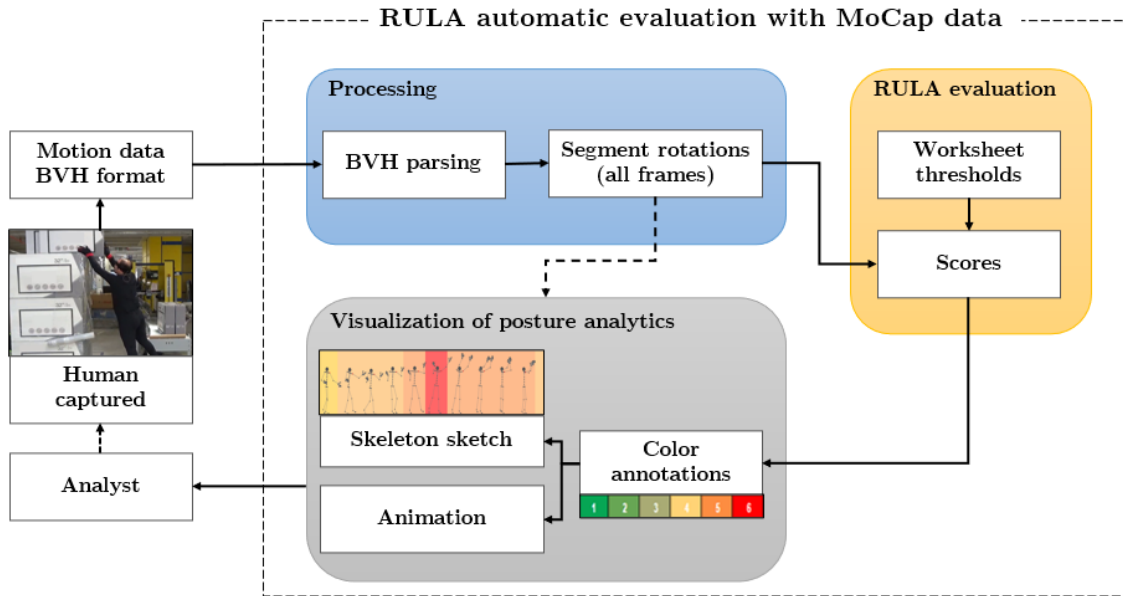 RULA automatic evaluation with MoCap data
Processing
RULA evaluation
Motion data
BVH format
BVH parsing
Segment rotations
(all frames)
Worksheet
thresholds
Scores
Visualization of posture analytics
Human
captured
Skeleton sketch
Color
annotations
Analyst
Animation
1 2 3 4 5 6